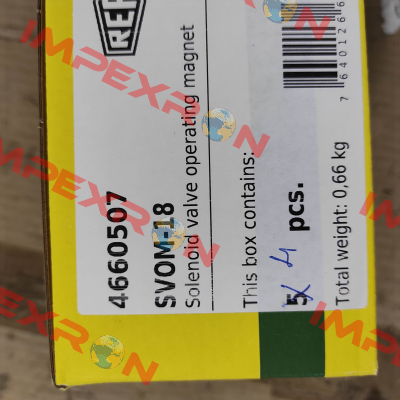 4660507
SVOM-18
Solenoid valve operating magnet
This box contains:
5 4 pcs.
Total weight: 0,66 kg
IMPEXRON
IMPEXRON
IMPEXRON